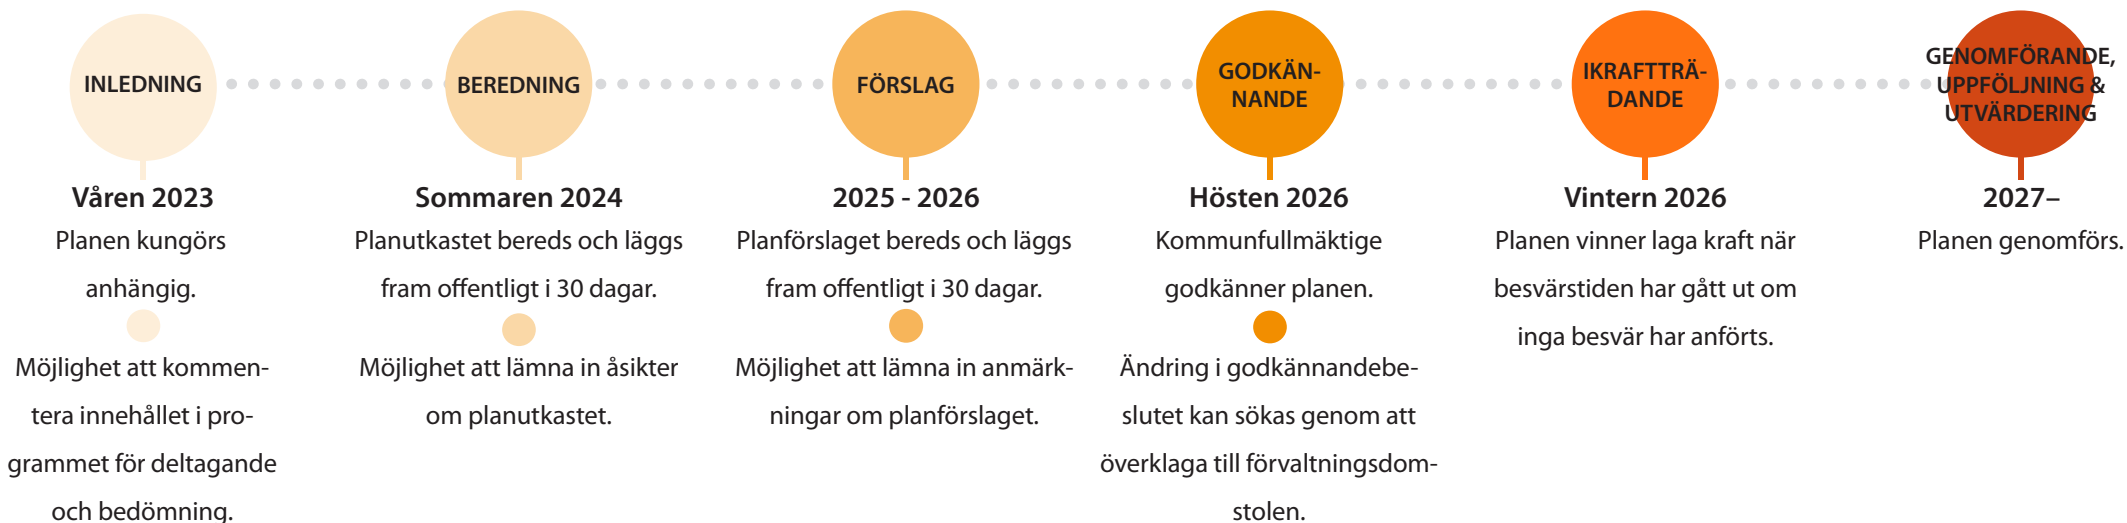 INLEDNING
Våren 2023
Planen kungörs
anhängig.
Möjlighet att kommen-
tera innehållet i pro-
grammet för deltagande
och bedömning.
BEREDNING
Sommaren 2024
Planutkastet bereds och läggs
fram offentligt i 30 dagar.
Möjlighet att lämna in åsikter
om planutkastet.
FÖRSLAG
2025 - 2026
Planförslaget bereds och läggs
fram offentligt i 30 dagar.
Möjlighet att lämna in anmärk-
ningar om planförslaget.
GODKÄN-
NANDE
Hösten 2026
Kommunfullmäktige
godkänner planen.
Ändring i godkännandebe-
slutet kan sökas genom att
överklaga till förvaltningsdom-
stolen.
IKRAFTTRÄ-
DANDE
Vintern 2026
Planen vinner laga kraft när
besvärstiden har gått ut om
inga besvär har anförts.
GENOMFÖRANDE,
UPPFÖLJNING &
UTVÄRDERING
2027–
Planen genomförs.